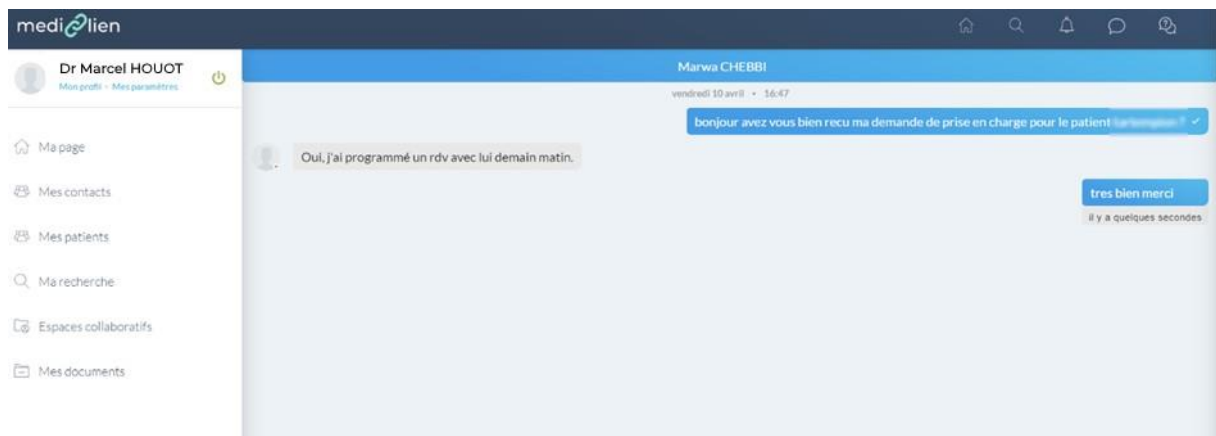 medilien
Dr Marcel HOUOT
Mon profil - Mes paramètres
Ma page
Mes contacts
Mes patients
Ma recherche
Espaces collaboratifs
Mes documents
Marwa CHEBBI
vendredi 10 avril • 16:47
bonjour avez vous bien recu ma demande de prise en charge pour le patient
Oui, j'ai programmé un rdv avec lui demain matin.
tres bien merci
il y a quelques secondes